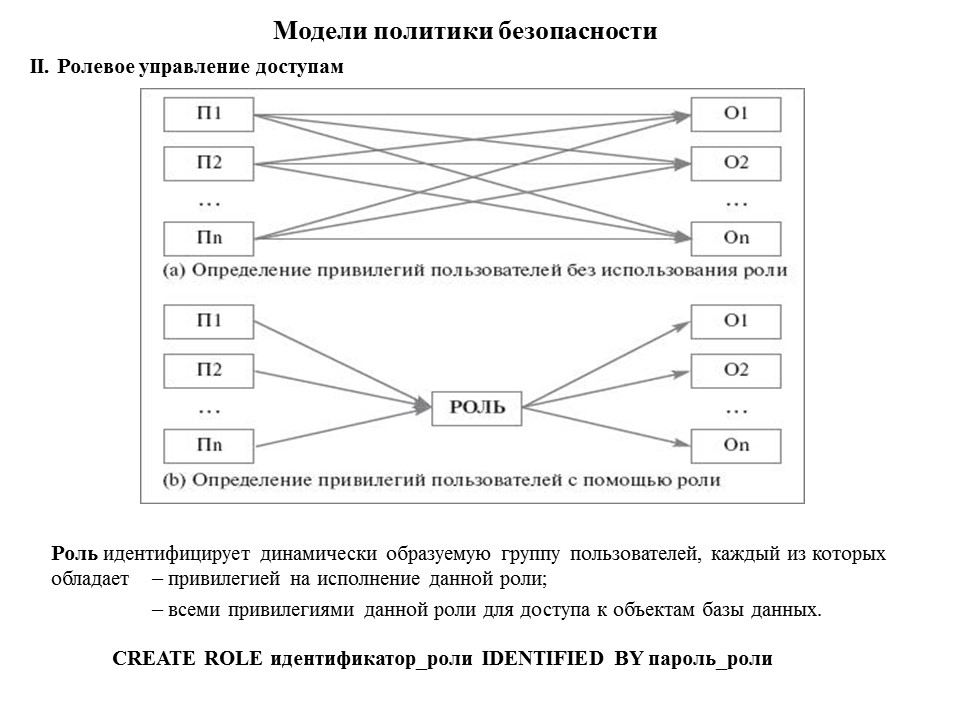 Модели политики безопасности
II. Ролевое управление доступам
П1 О1
П2 О2
... ...
Пn Оn
(a) Определение привилегий пользователей без использования роли
П1 О1
П2 О2
... ...
РОЛЬ
Пn Оn
(b) Определение привилегий пользователей с помощью роли
Роль идентифицирует динамически образуемую группу пользователей, каждый из которых
обладает – привилегией на исполнение данной роли;
– всеми привилегиями данной роли для доступа к объектам базы данных.
CREATE ROLE идентификатор_роли IDENTIFIED BY пароль_роли